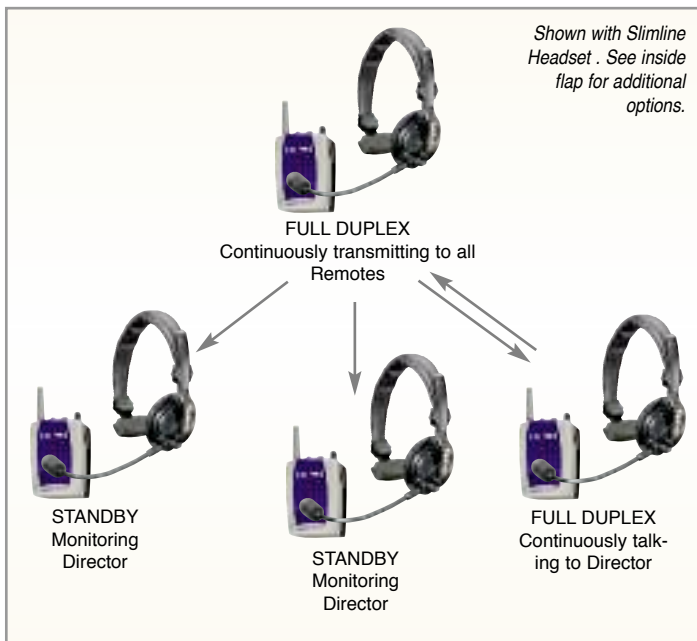 Shown with Slimline
Headset . See inside
flap for additional
options.
FULL DUPLEX
Continuously transmitting to all
Remotes
STANDBY
Monitoring
Director
STANDBY
Monitoring
Director
FULL DUPLEX
Continuously talk-
ing to Director